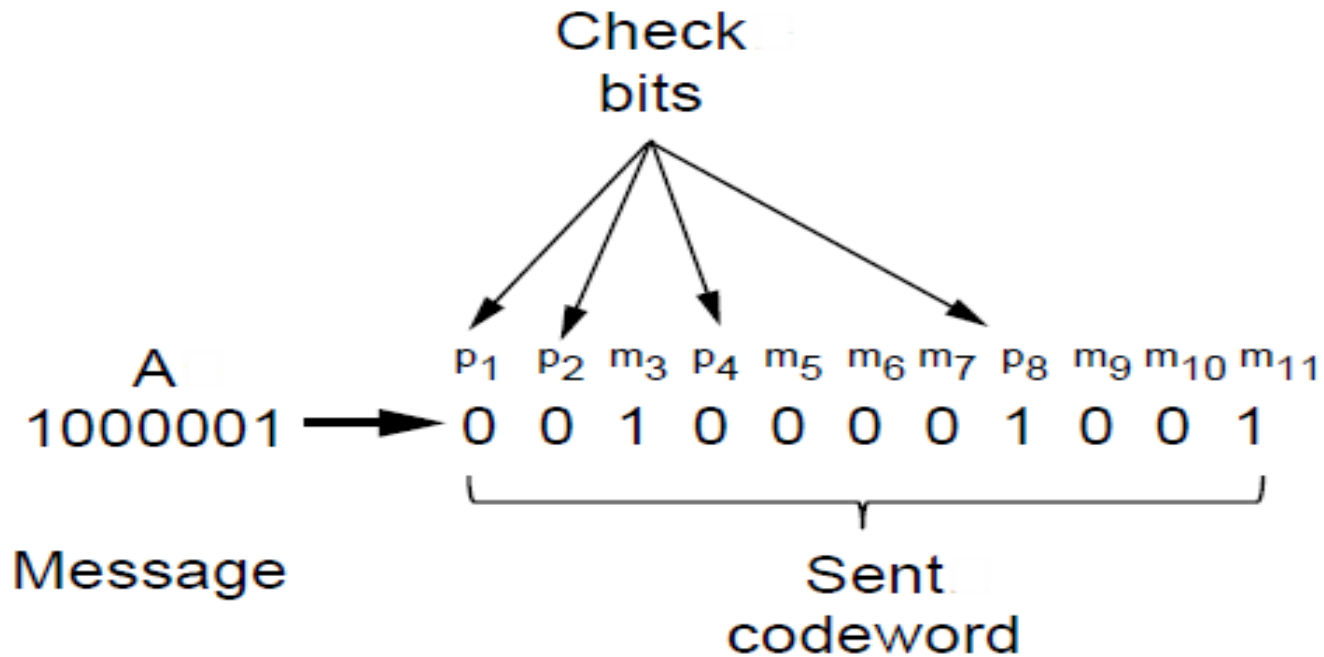 Check
bits
A
p1 p2 m3 p4 m5 m6 m7 p8 m9 m10 m11
1000001 0 0 1 0 0 0 0 1 0 0 1
Message
Sent
codeword